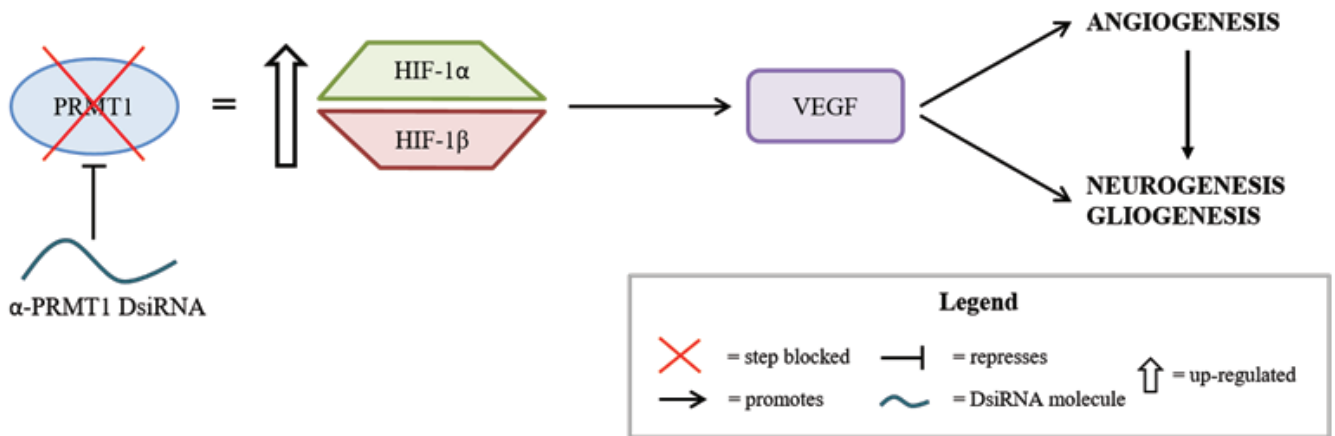 PRMT1
=
HIF-1α
HIF-1β
VEGF
ANGIOGENESIS
NEUROGENESIS
GLIOGENESIS
α-PRMT1 DsiRNA
Legend
= step blocked
= represses
= up-regulated
= promotes
= DsiRNA molecule